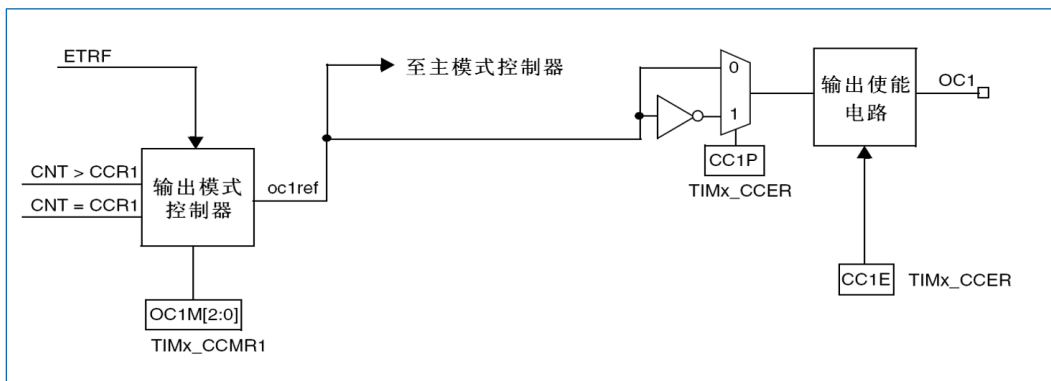 ETRF
至主模式控制器
CNT > CCR1
CNT = CCR1
输出模式
控制器
oc1ref
OC1M[2:0]
TIMx_CCMR1
0
1
CC1P
TIMx_CCER
输出使能
电路
OC1
CC1E
TIMx_CCER